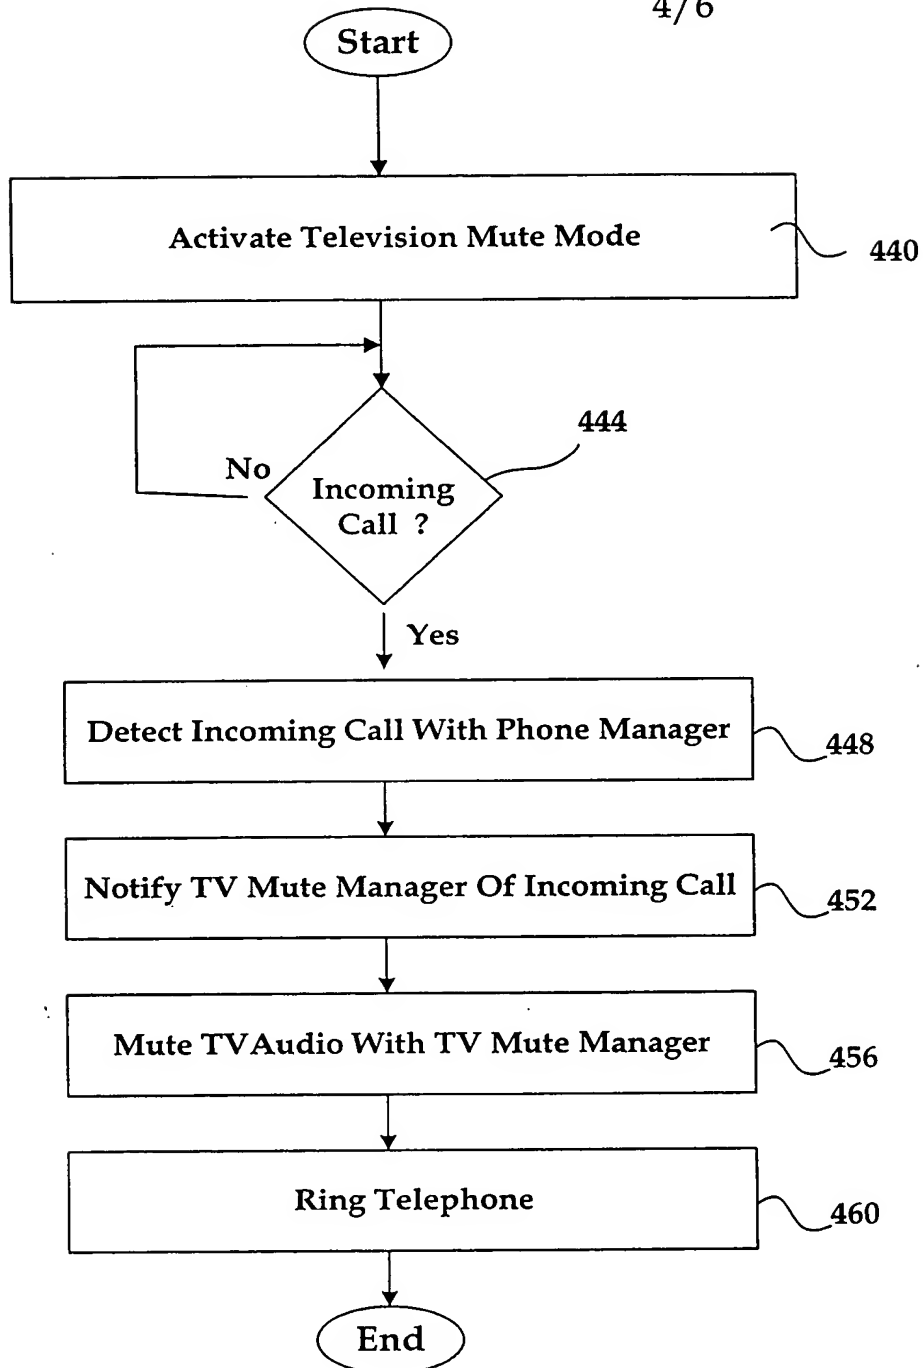 4/6
Start
Activate Television Mute Mode
440
444
No
Incoming
Call ?
Yes
Detect Incoming Call With Phone Manager
448
Notify TV Mute Manager Of Incoming Call
452
Mute TVAudio With TV Mute Manager
456
Ring Telephone
460
End